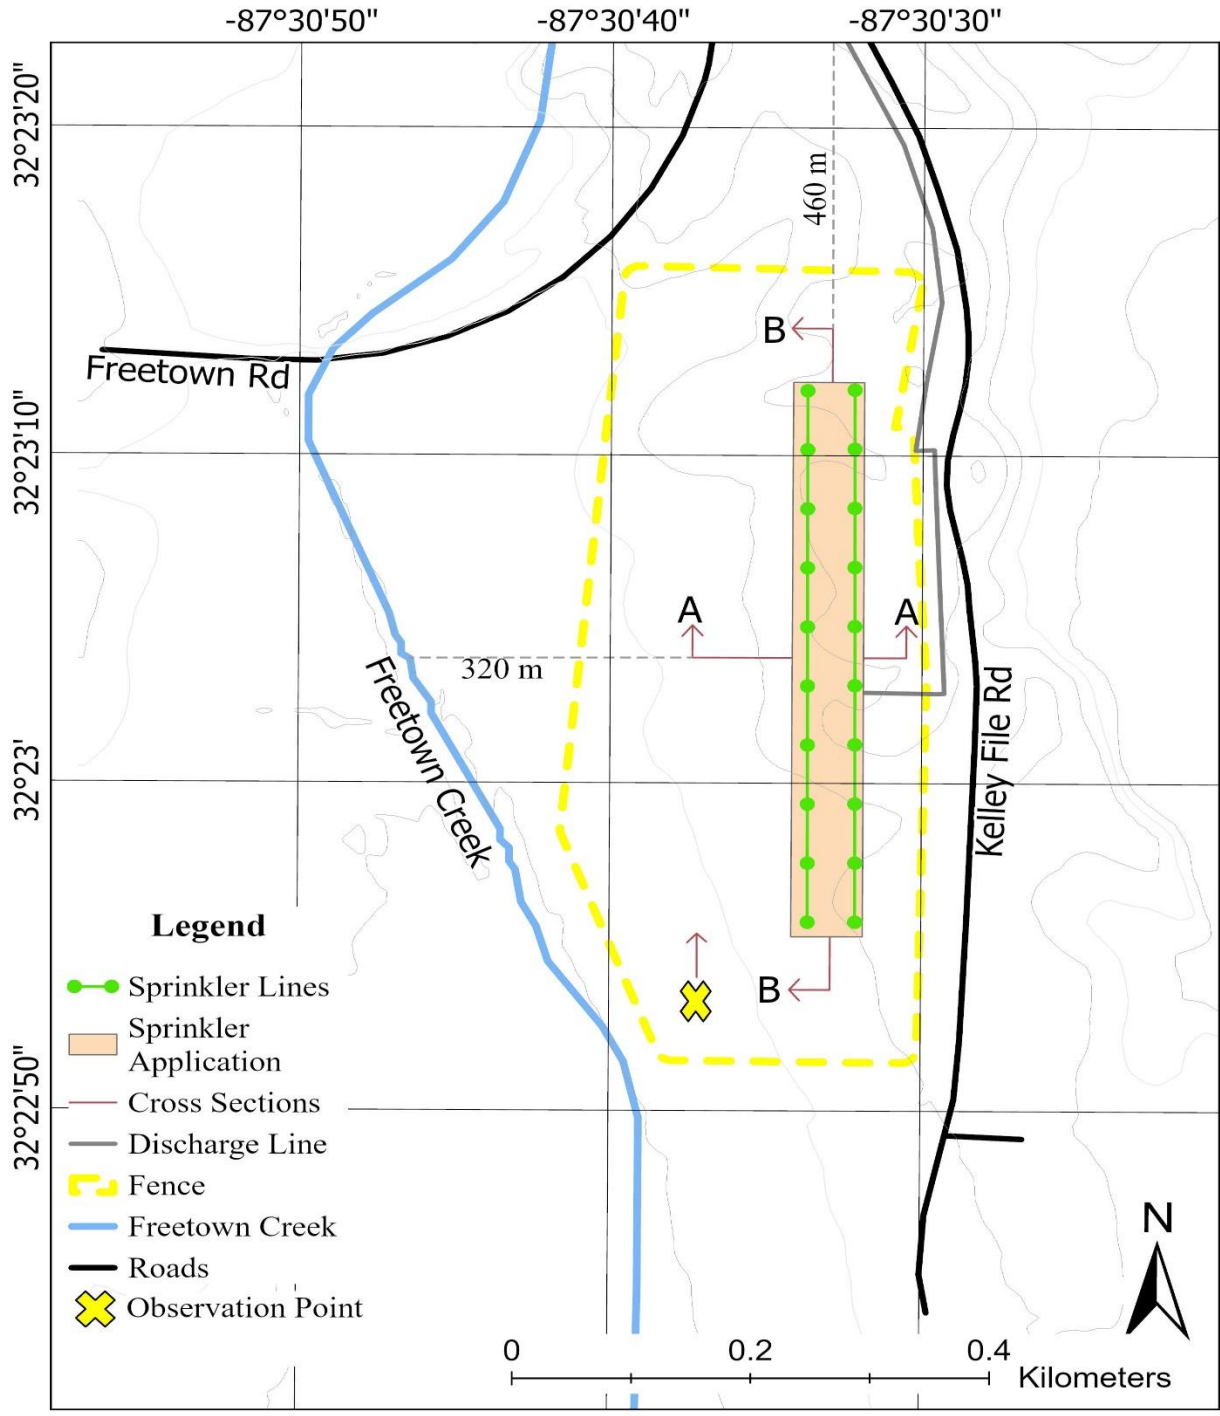 -87°30'50" -87°30'40" -87°30'30"
32°23'20"
460 m
B
Freetown Rd
32°23'10"
A A
320 m
Freetown Creek
Kelley File Rd
32°23'
B
32°22'50"
Legend
Sprinkler Lines
Sprinkler
Application
Cross Sections
Discharge Line
Fence
Freetown Creek
Roads
Observation Point
N
0 0.2 0.4
Kilometers